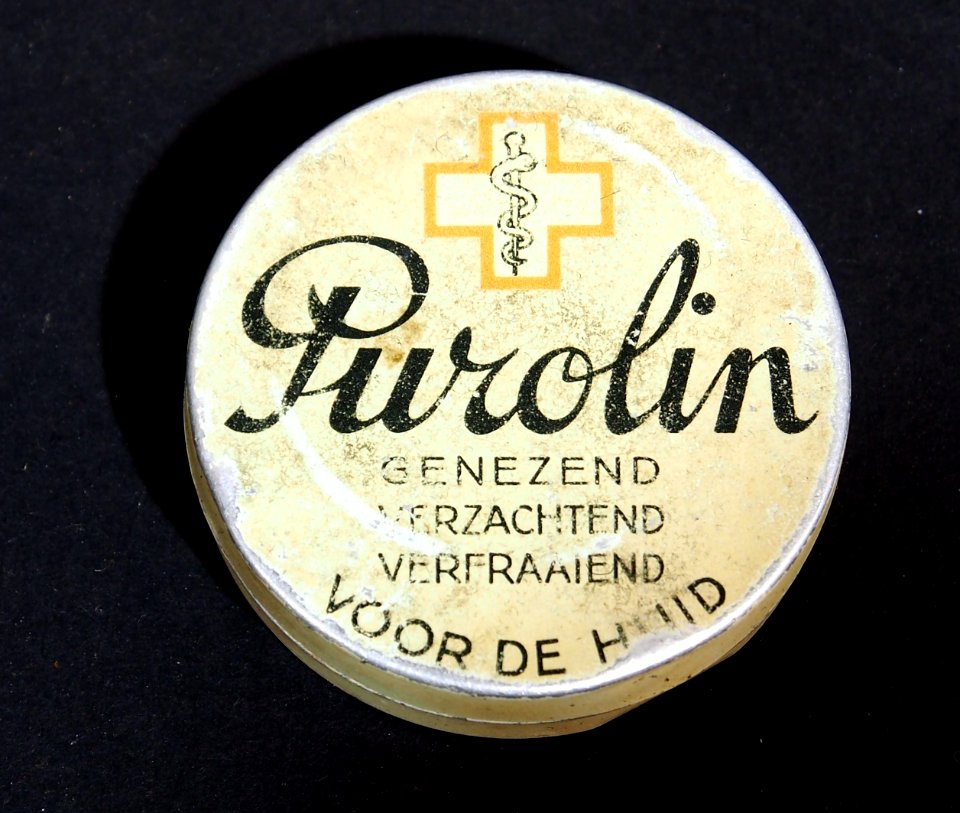 Purolin
GENEZEND
VERZACHTEND
VERFRAAIEND
VOOR DE HUID